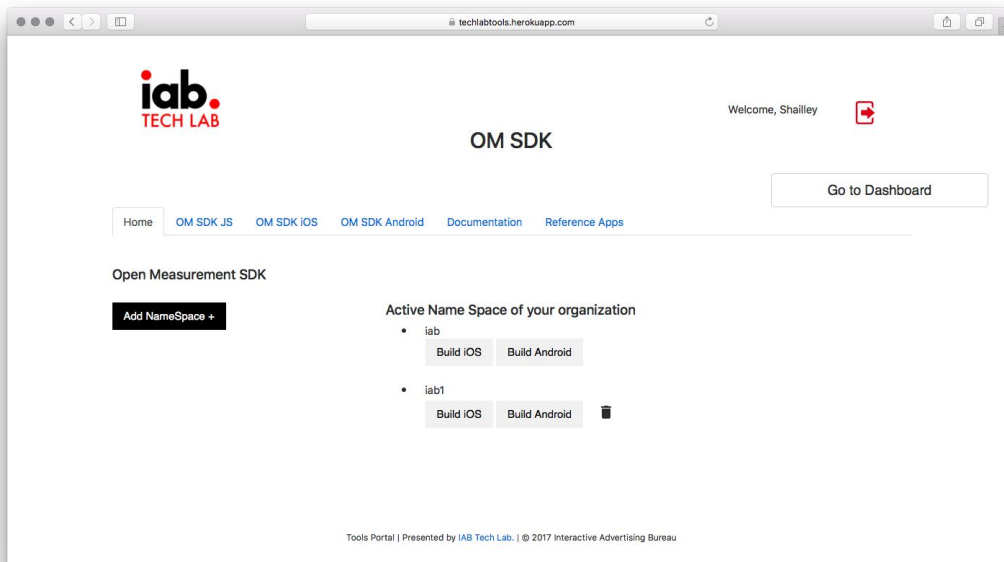 techlabtools.herokuapp.com
iab.
TECH LAB
Welcome, Shailley
OM SDK
Go to Dashboard
Home OM SDK JS OM SDK iOS OM SDK Android Documentation Reference Apps
Open Measurement SDK
Add NameSpace +
Active Name Space of your organization
• iab
Build iOS Build Android
• iab1
Build iOS Build Android
Tools Portal | Presented by IAB Tech Lab. | © 2017 Interactive Advertising Bureau